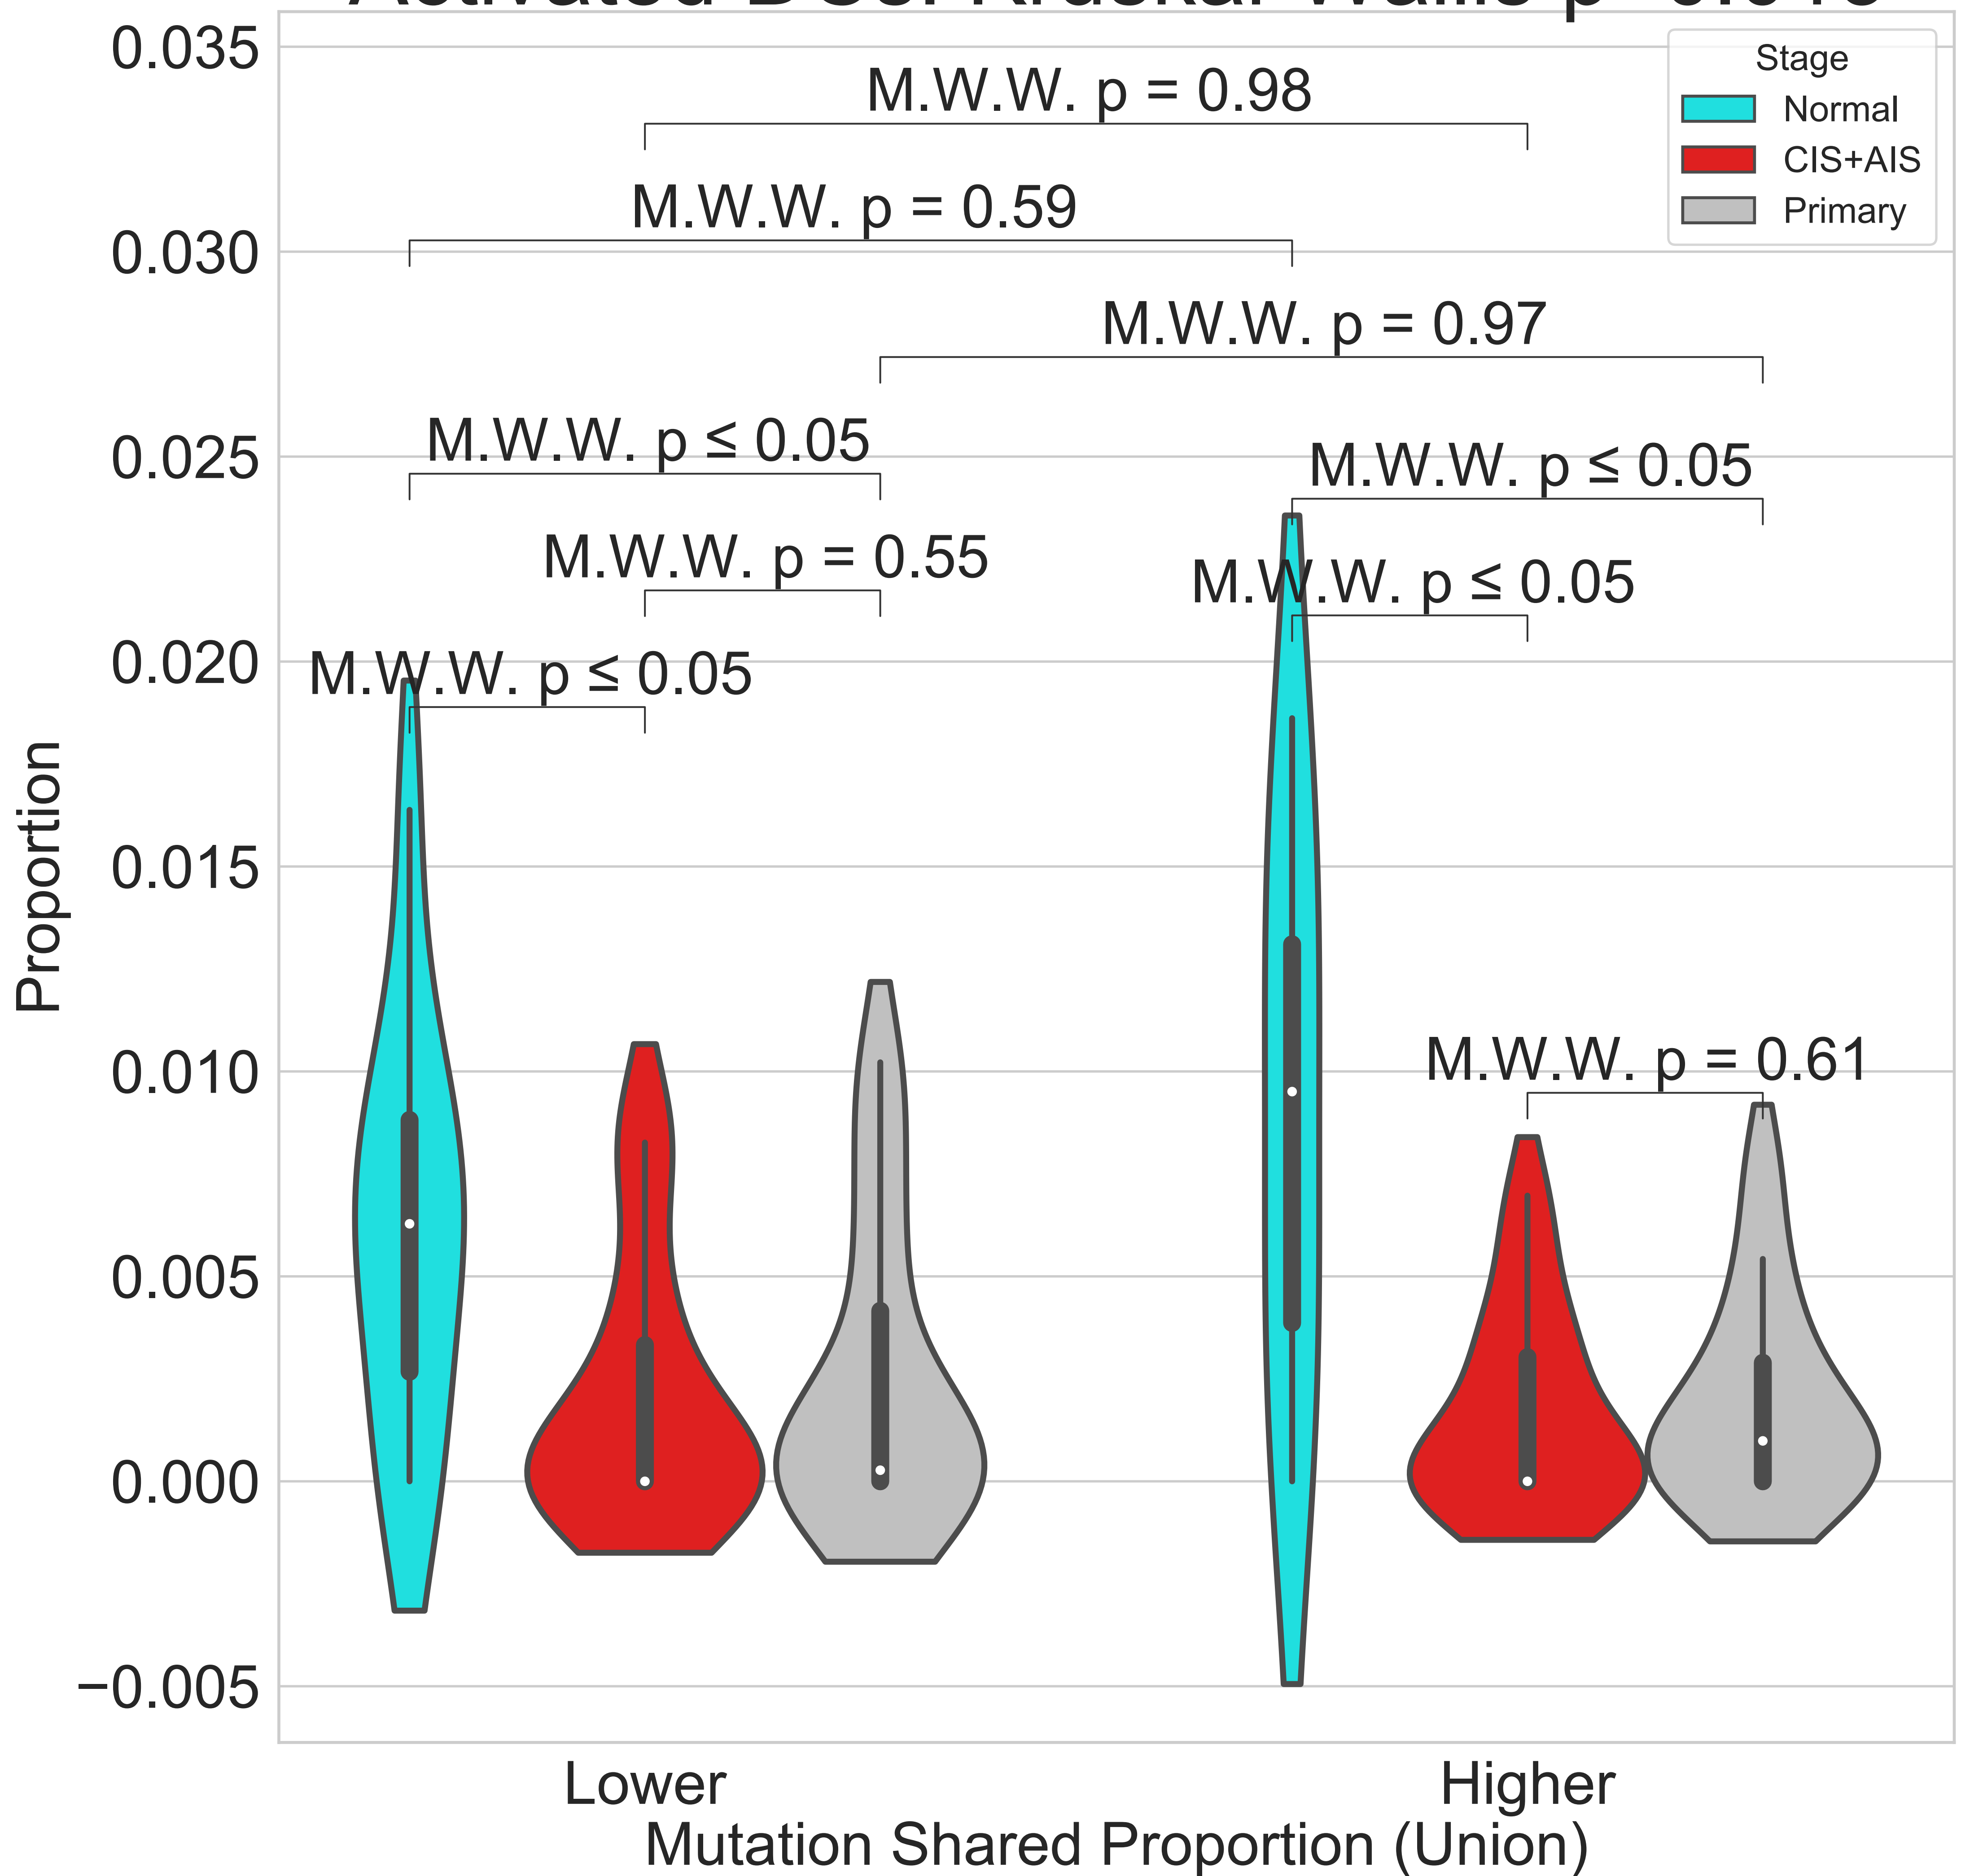 0.035
0.030
0.025
0.020
0.015
0.010
0.005
0.000
−0.005
Proportion
Stage
Normal
CIS+AIS
Primary
M.W.W. p = 0.98
M.W.W. p = 0.59
M.W.W. p = 0.97
M.W.W. p ≤ 0.05
M.W.W. p ≤ 0.05
M.W.W. p = 0.55
M.W.W. p ≤ 0.05
M.W.W. p ≤ 0.05
M.W.W. p = 0.61
Lower
Higher
Mutation Shared Proportion (Union)